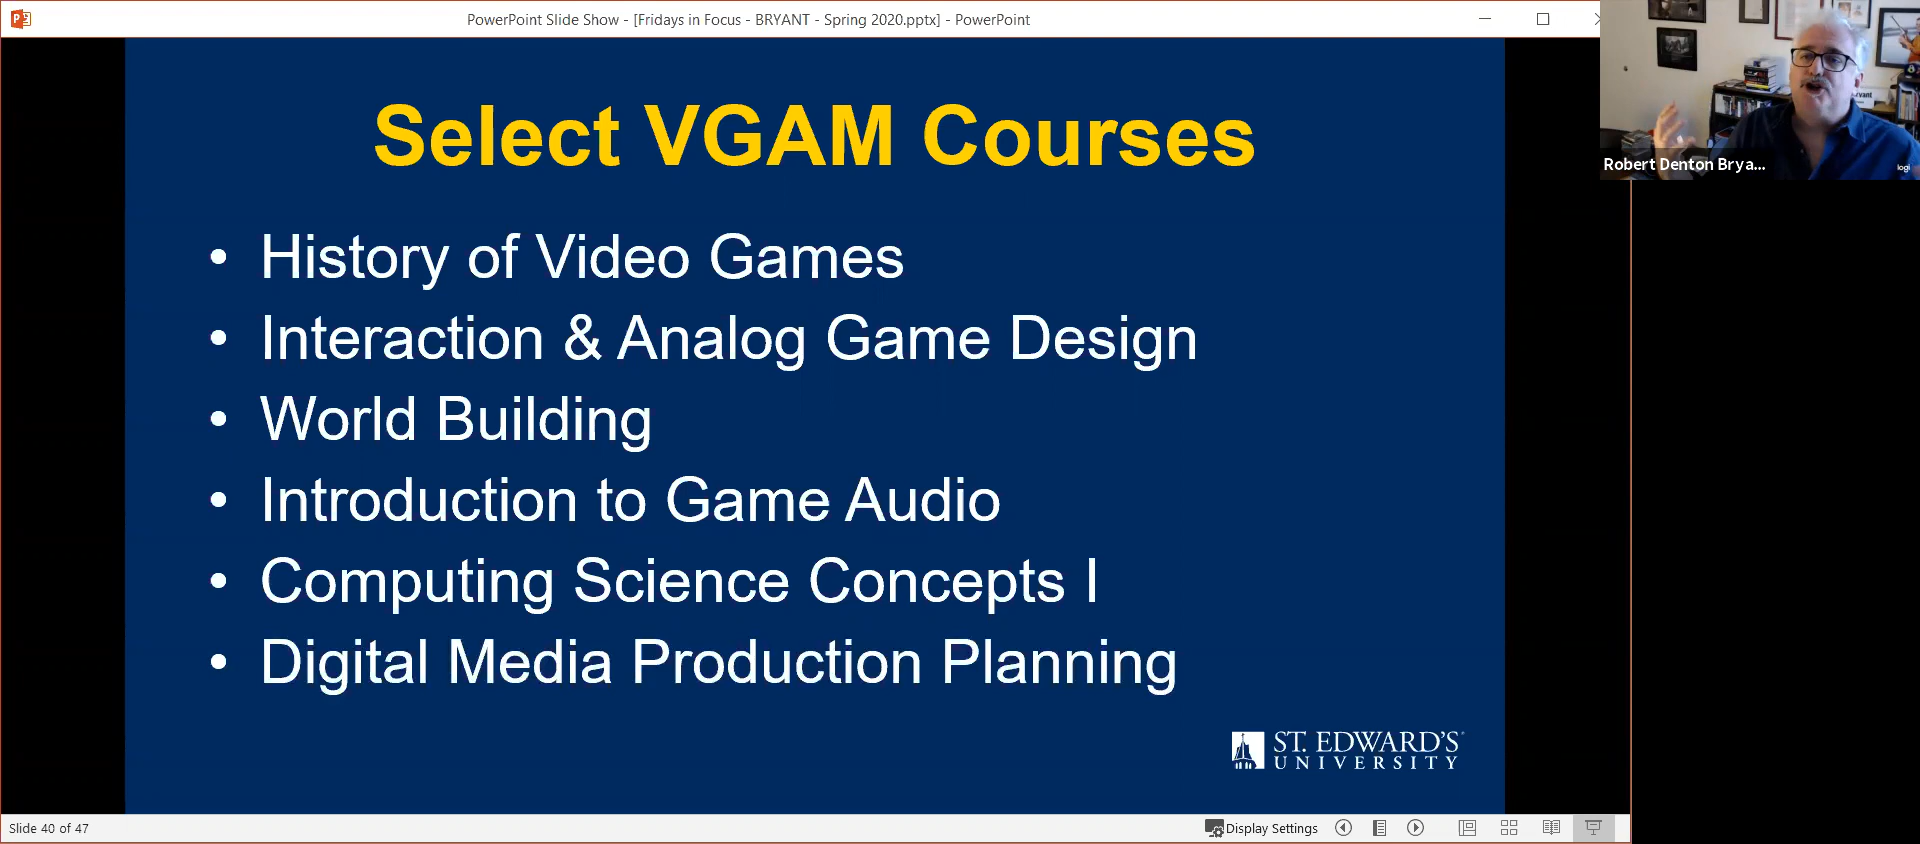 PowerPoint Slide Show - [Fridays in Focus - BRYANT - Spring 2020.pptx] - PowerPoint
Select VGAM Courses
• History of Video Games
• Interaction & Analog Game Design
• World Building
• Introduction to Game Audio
• Computing Science Concepts I
• Digital Media Production Planning
ST. EDWARD'S
UNIVERSITY
Robert Denton Brya...
logi
Slide 40 of 47
Display Settings